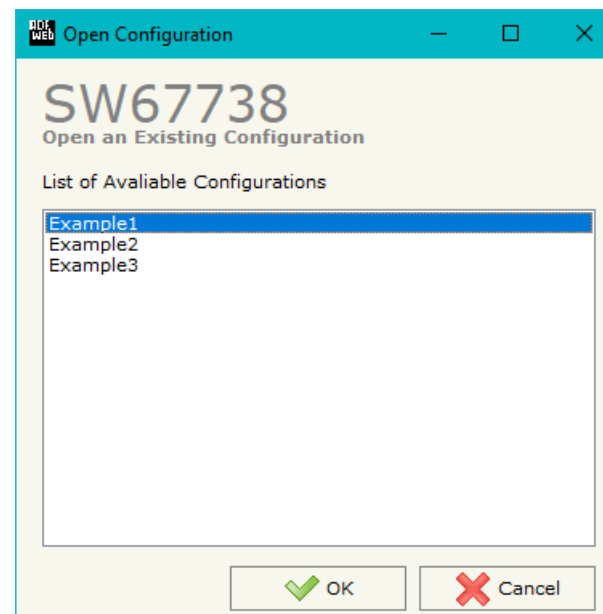 ADF
WEB Open Configuration
SW67738
Open an Existing Configuration
List of Avaliable Configurations
Example1
Example2
Example3
OK Cancel